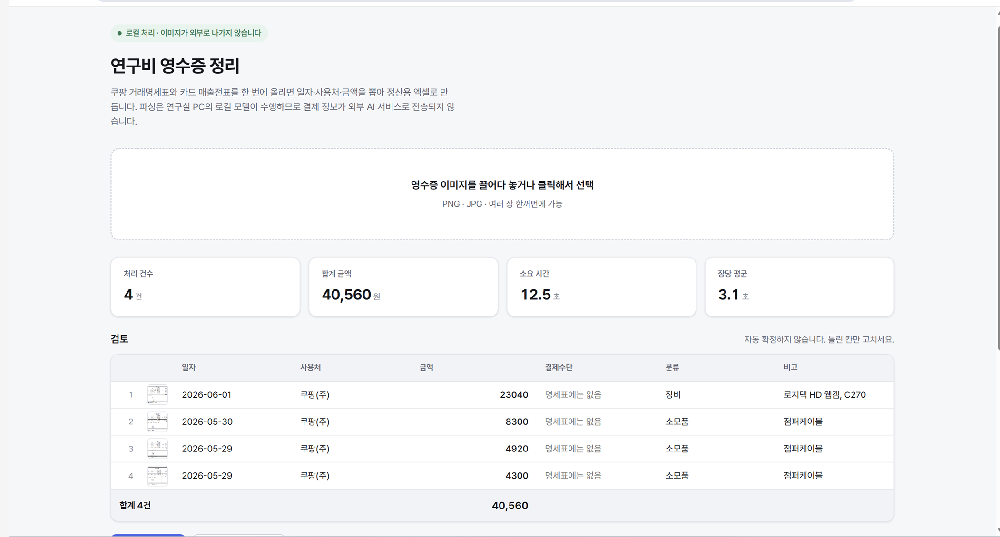 로컬 처리 · 이미지가 외부로 나가지 않습니다
연구비 영수증 정리
쿠팡 거래명세표와 카드 매출전표를 한 번에 올리면 일자·사용처·금액을 뽑아 정산용 엑셀로 만
듭니다. 파싱은 연구실 PC의 로컬 모델이 수행하므로 결제 정보가 외부 AI 서비스로 전송되지 않
습니다.
영수증 이미지를 끌어다 놓거나 클릭해서 선택
PNG · JPG · 여러 장 한꺼번에 가능
처리 건수 합계 금액 소요 시간 장당 평균
4 건 40,560 원 12.5 초 3.1 초
검토 자동 확정하지 않습니다. 틀린 칸만 고치세요.
일자 사용처 금액 결제수단 분류 비고
1 2026-06-01 쿠팡(주) 23040 명세표에는 없음 장비 로지텍 HD 웹캠, C270
2 2026-05-30 쿠팡(주) 8300 명세표에는 없음 소모품 점퍼케이블
3 2026-05-29 쿠팡(주) 4920 명세표에는 없음 소모품 점퍼케이블
4 2026-05-29 쿠팡(주) 4300 명세표에는 없음 소모품 점퍼케이블
합계 4건 40,560